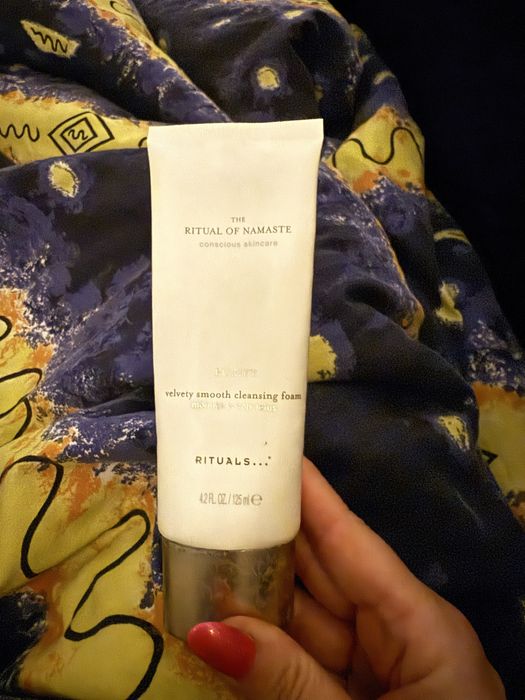 THE
RITUAL OF NAMASTE
conscious skincare
velvety smooth cleansing foam
RITUALS...
4.2 FL. OZ. / 125 ml ℮